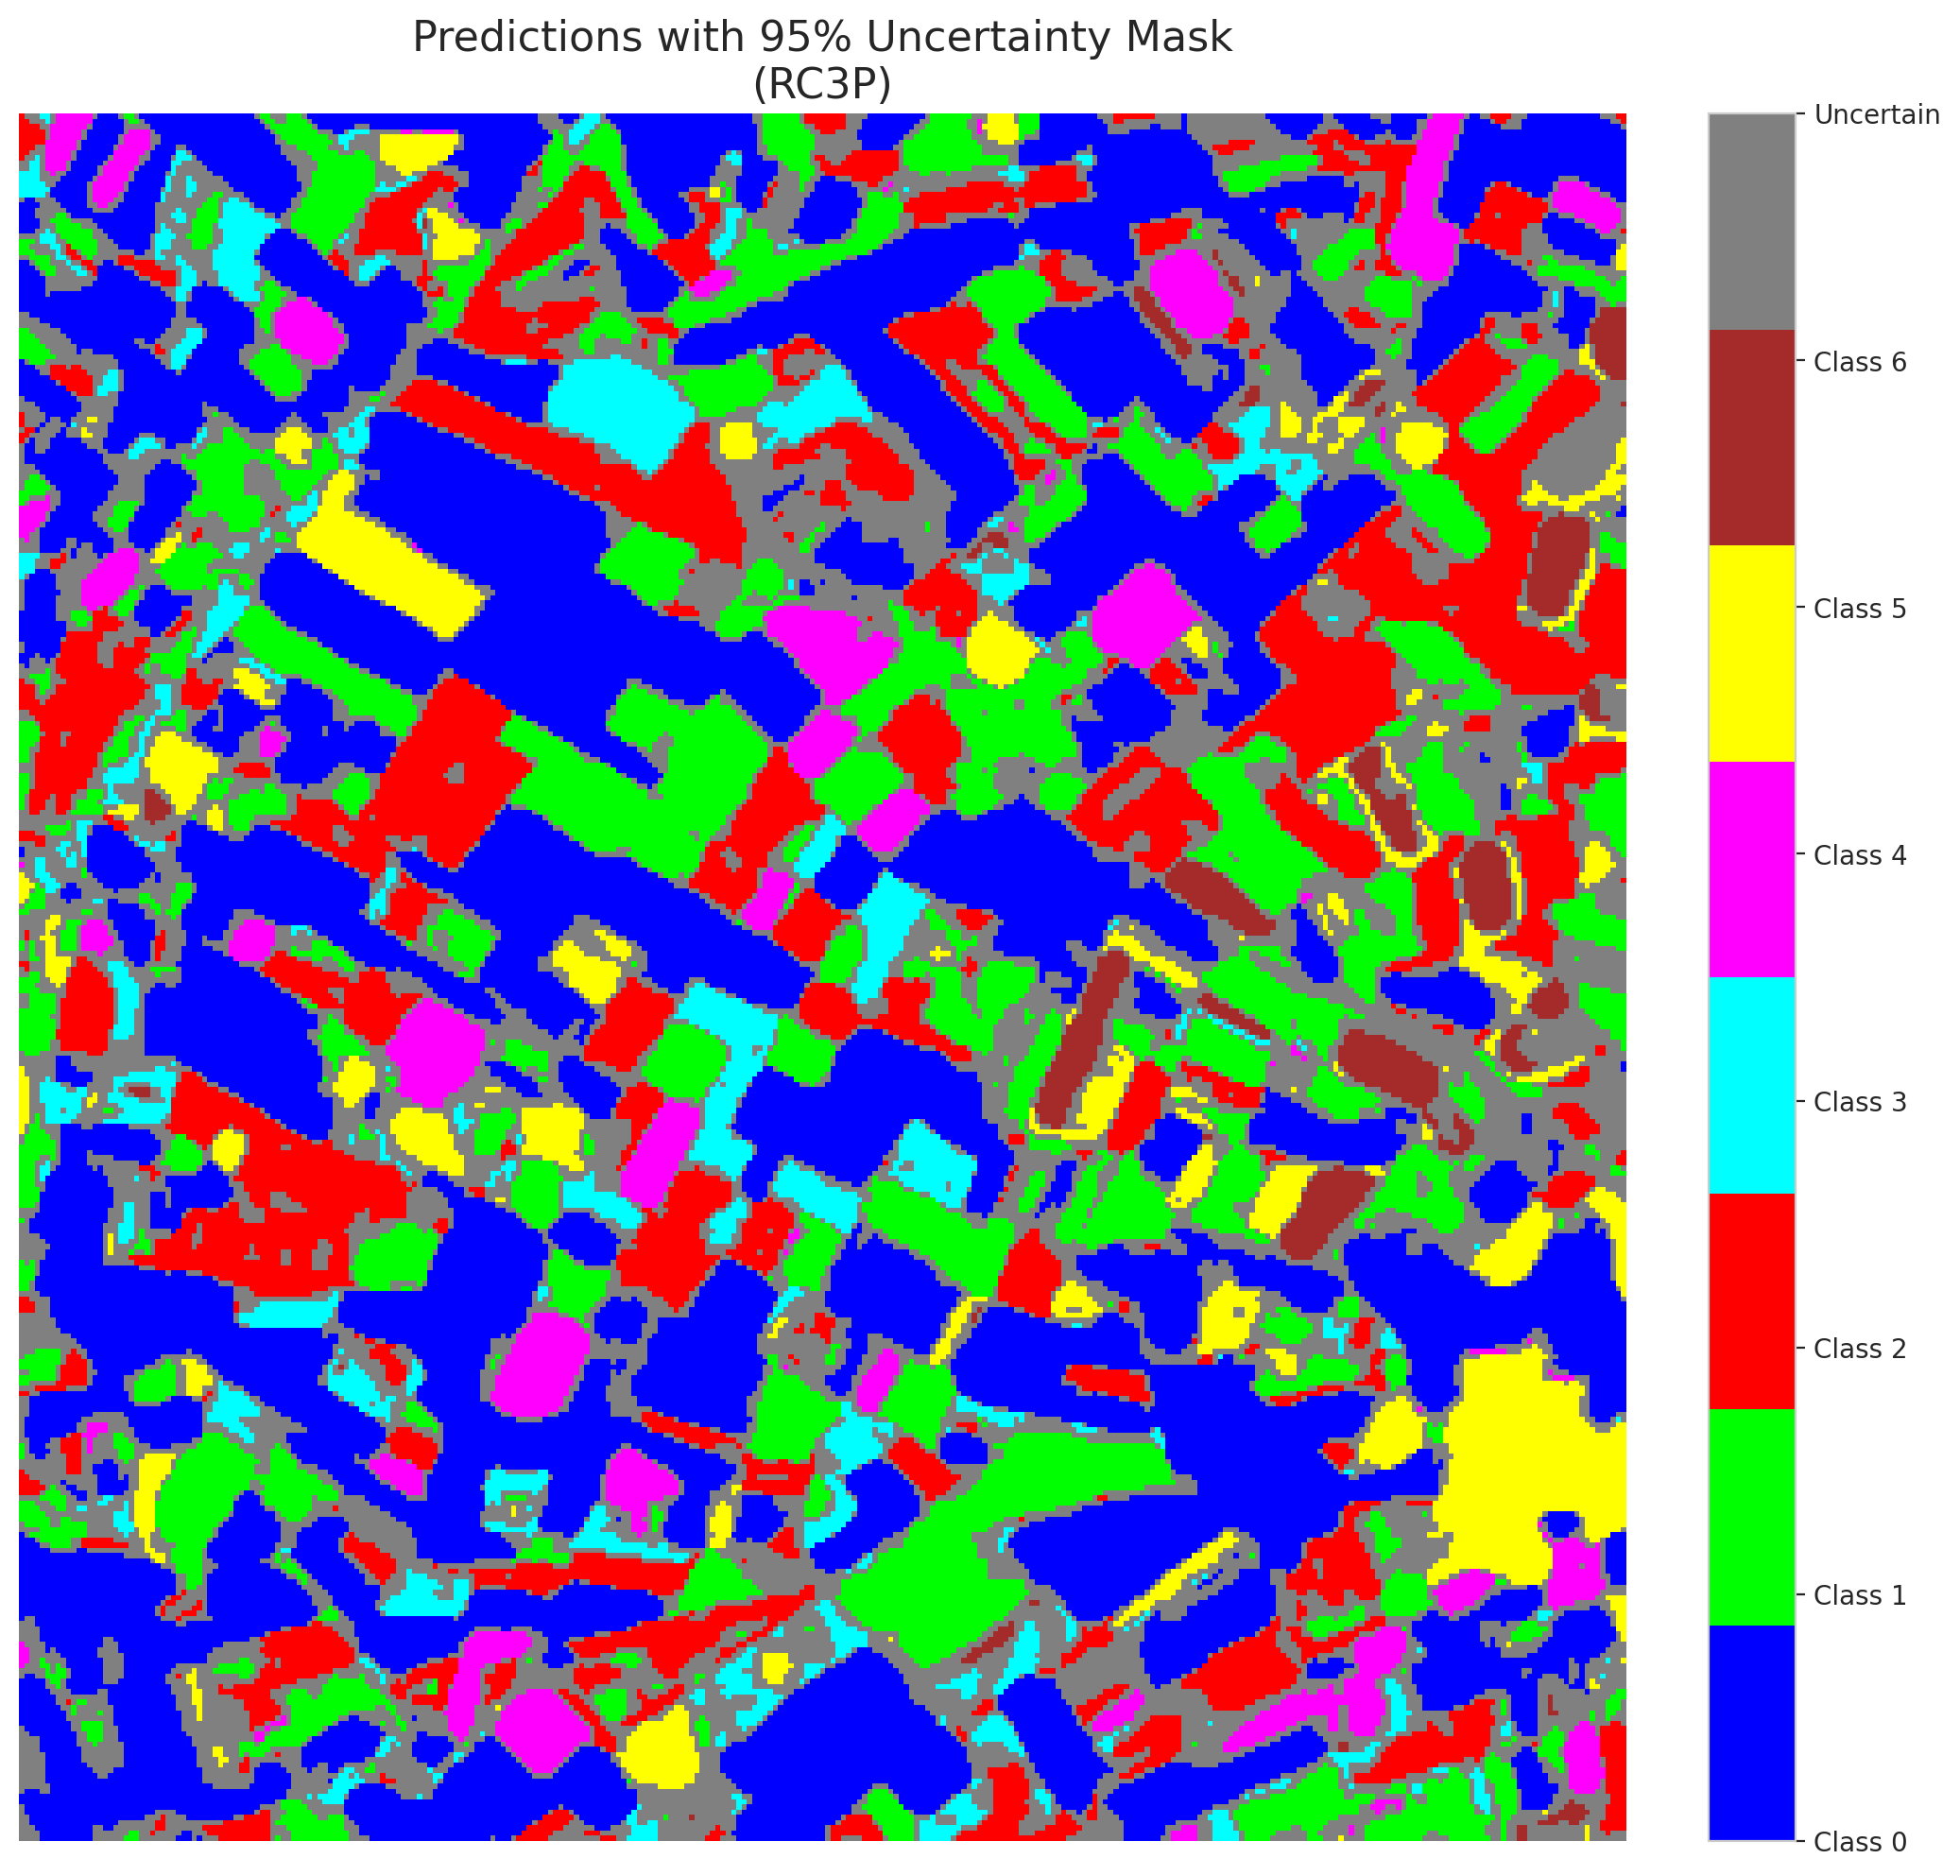 Predictions with 95% Uncertainty Mask
(RC3P)
Uncertain
Class 6
Class 5
Class 4
Class 3
Class 2
Class 1
Class 0